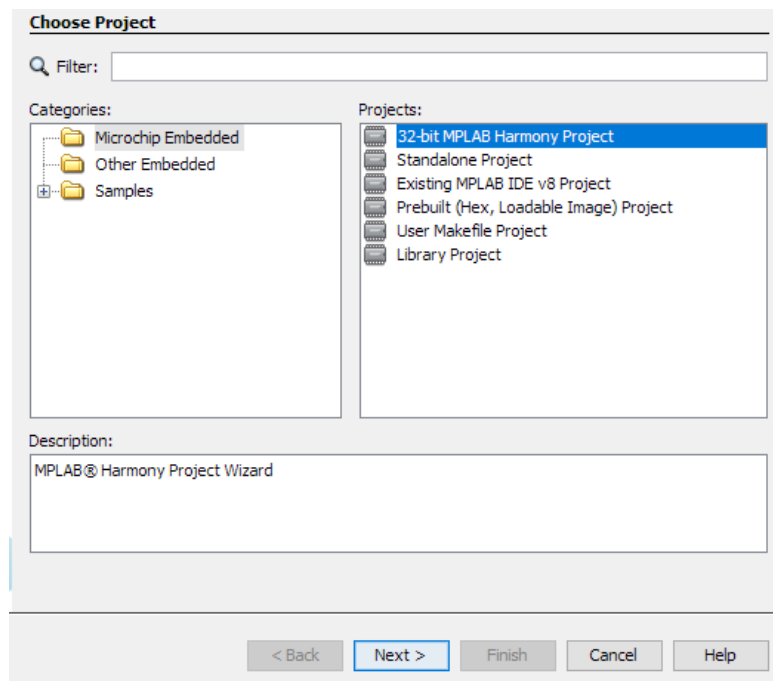 Choose Project
Filter:
Categories:
Microchip Embedded
Other Embedded
Samples
Projects:
32-bit MPLAB Harmony Project
Standalone Project
Existing MPLAB IDE v8 Project
Prebuilt (Hex, Loadable Image) Project
User Makefile Project
Library Project
Description:
MPLAB® Harmony Project Wizard
< Back Next > Finish Cancel Help